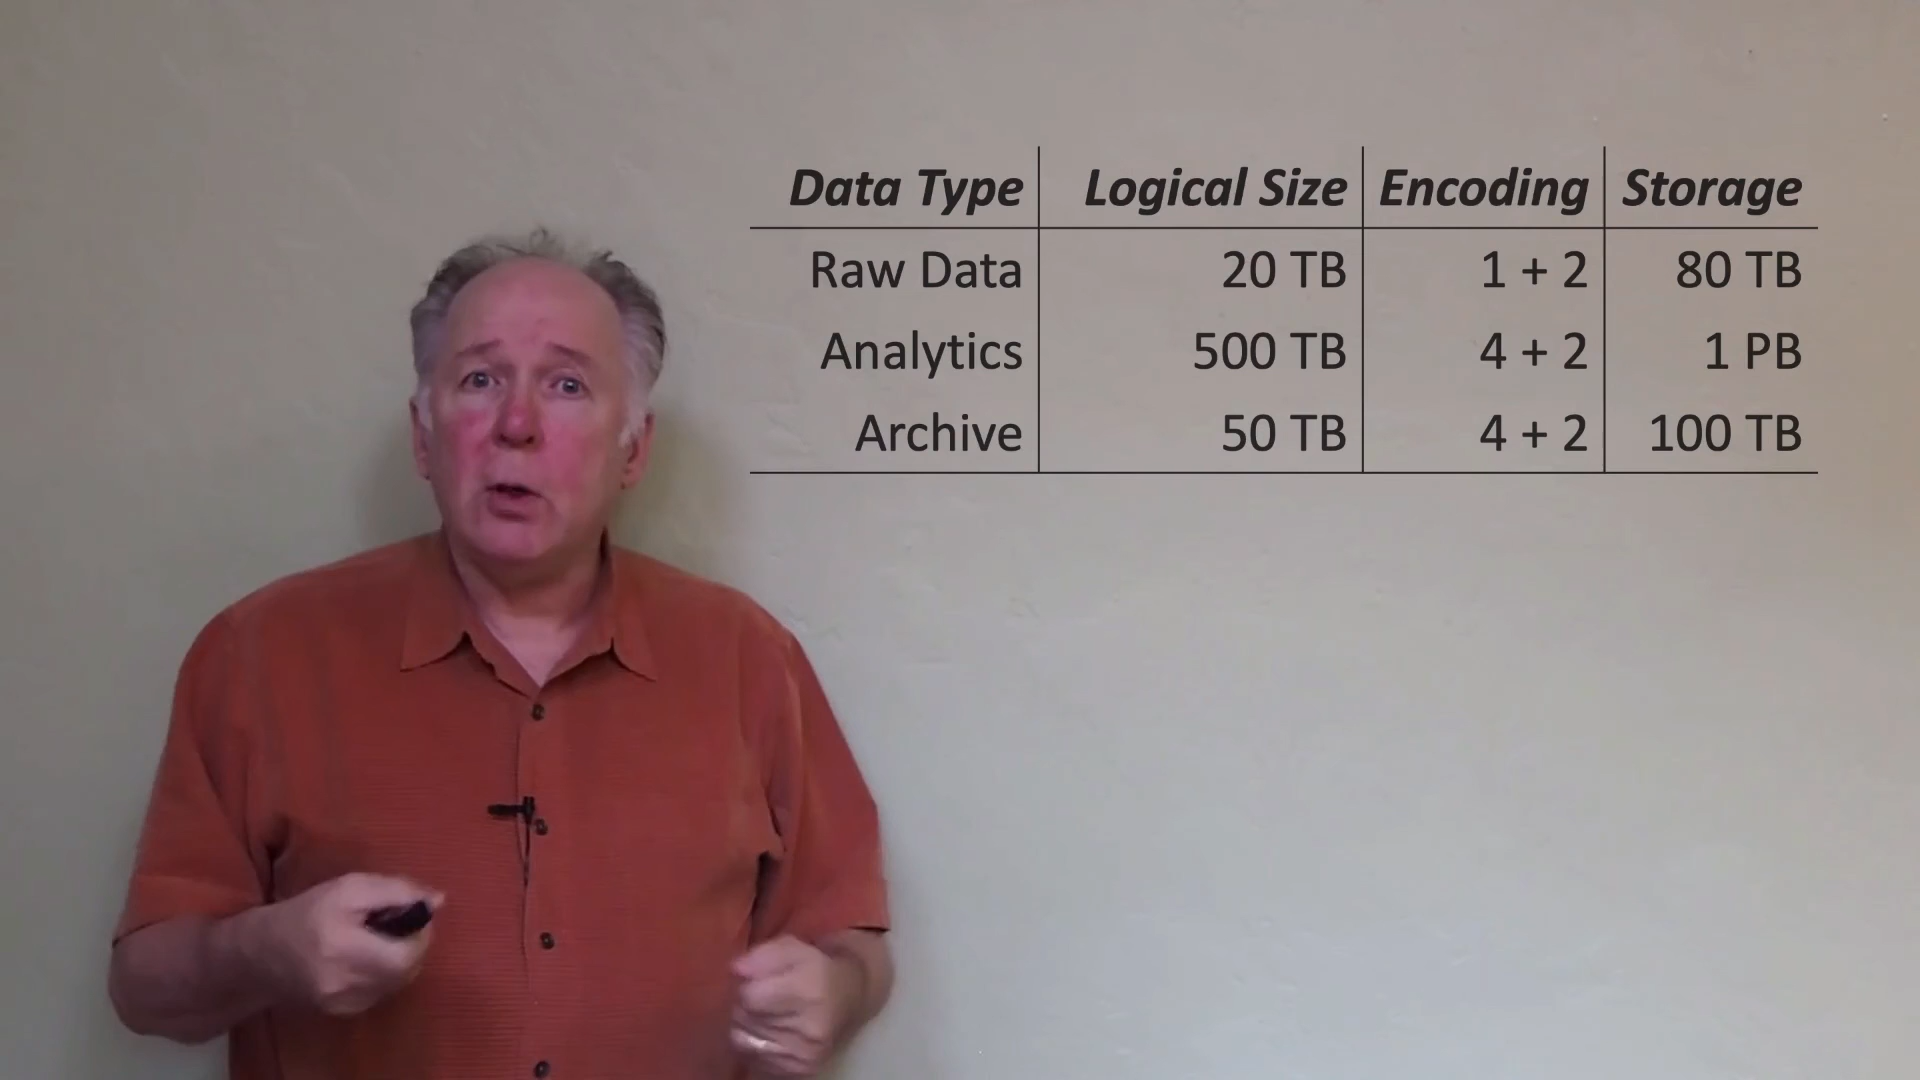 Data Type Logical Size Encoding Storage
Raw Data 20 TB 1 + 2 80 TB
Analytics 500 TB 4 + 2 1 PB
Archive 50 TB 4 + 2 100 TB